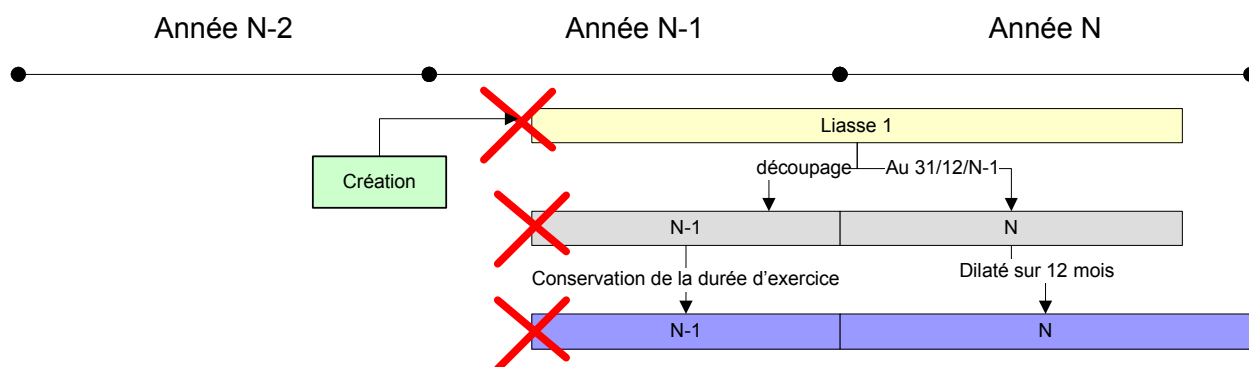 Année N-2
Année N-1
Année N
Liasse 1
Création
découpage
Au 31/12/N-1
N-1
N
Conservation de la durée d’exercice
Dilaté sur 12 mois
N-1
N